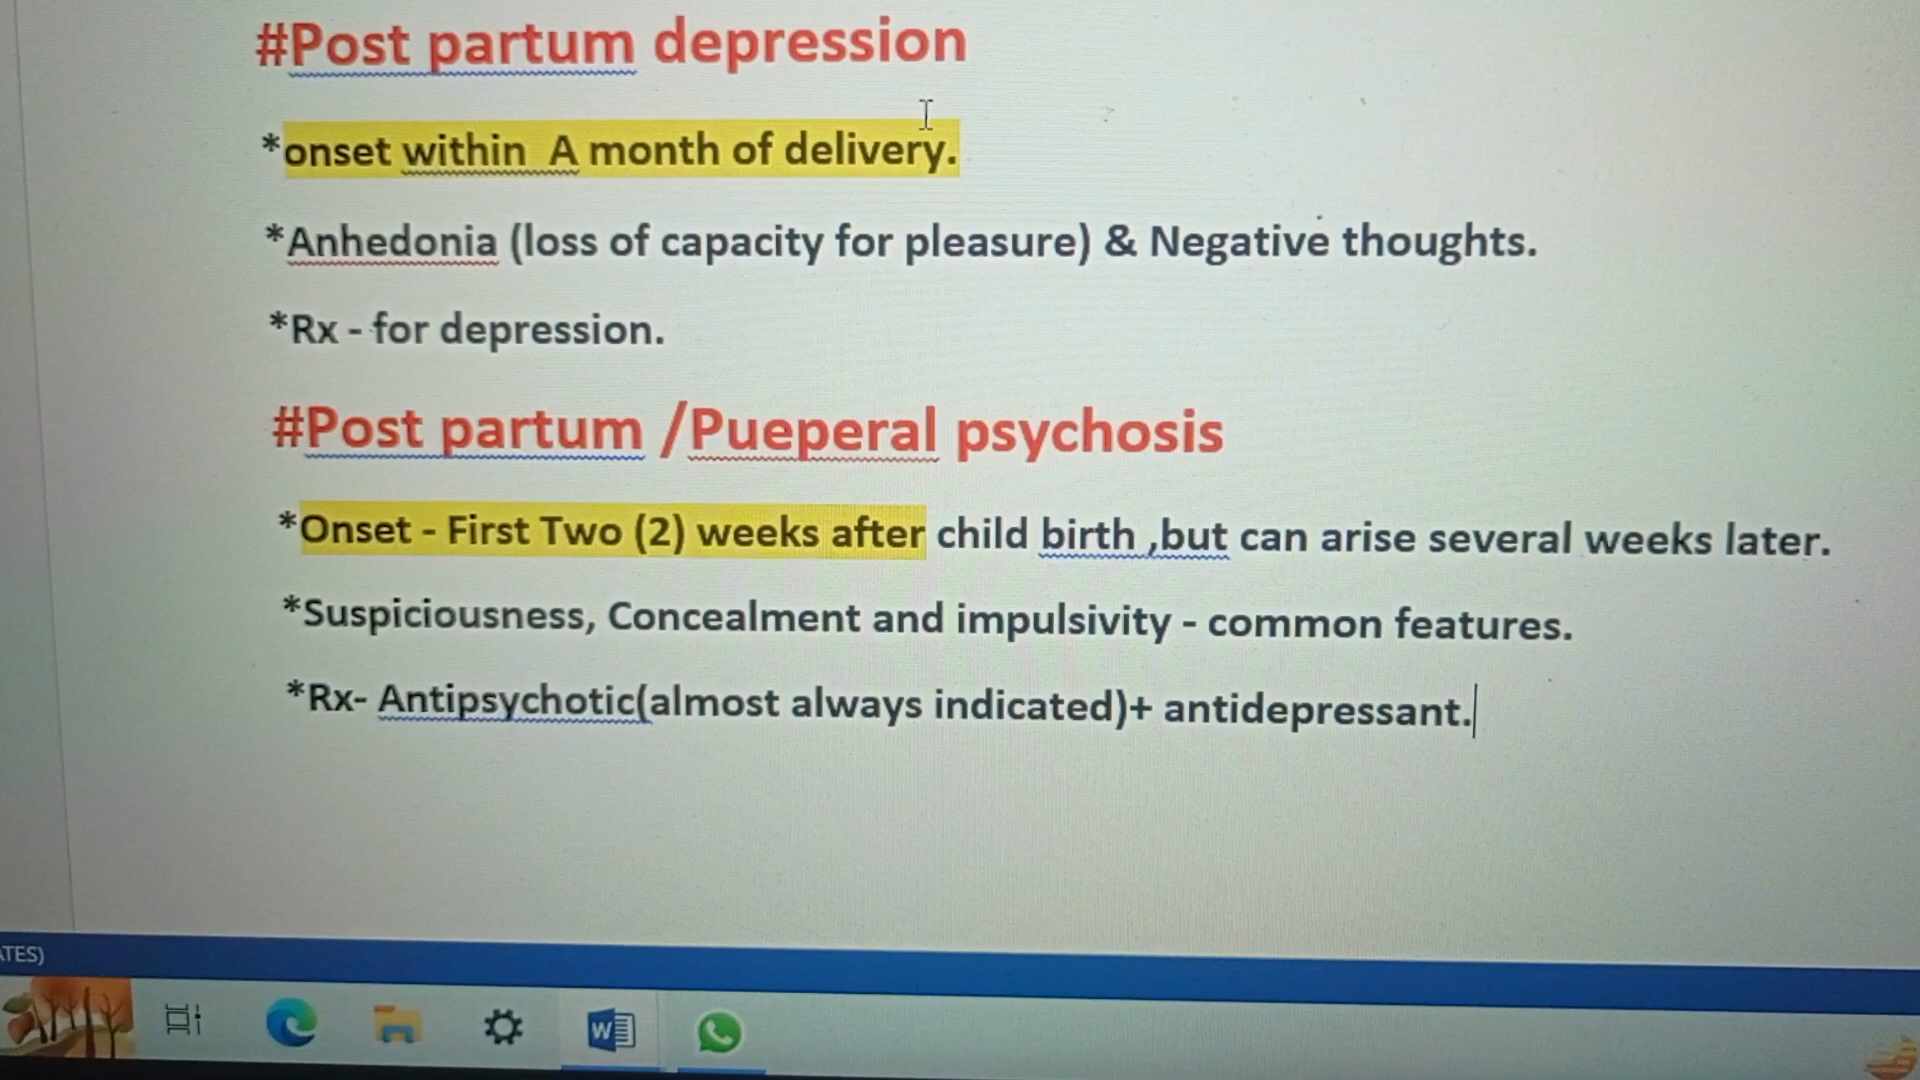 #Post partum depression
*onset within  A month of delivery.
*Anhedonia (loss of capacity for pleasure) & Negative thoughts.
*Rx - for depression.
#Post partum /Pueperal psychosis
*Onset - First Two (2) weeks after child birth ,but can arise several weeks later.
*Suspiciousness, Concealment and impulsivity - common features.
*Rx- Antipsychotic(almost always indicated)+ antidepressant.
ATES)
W